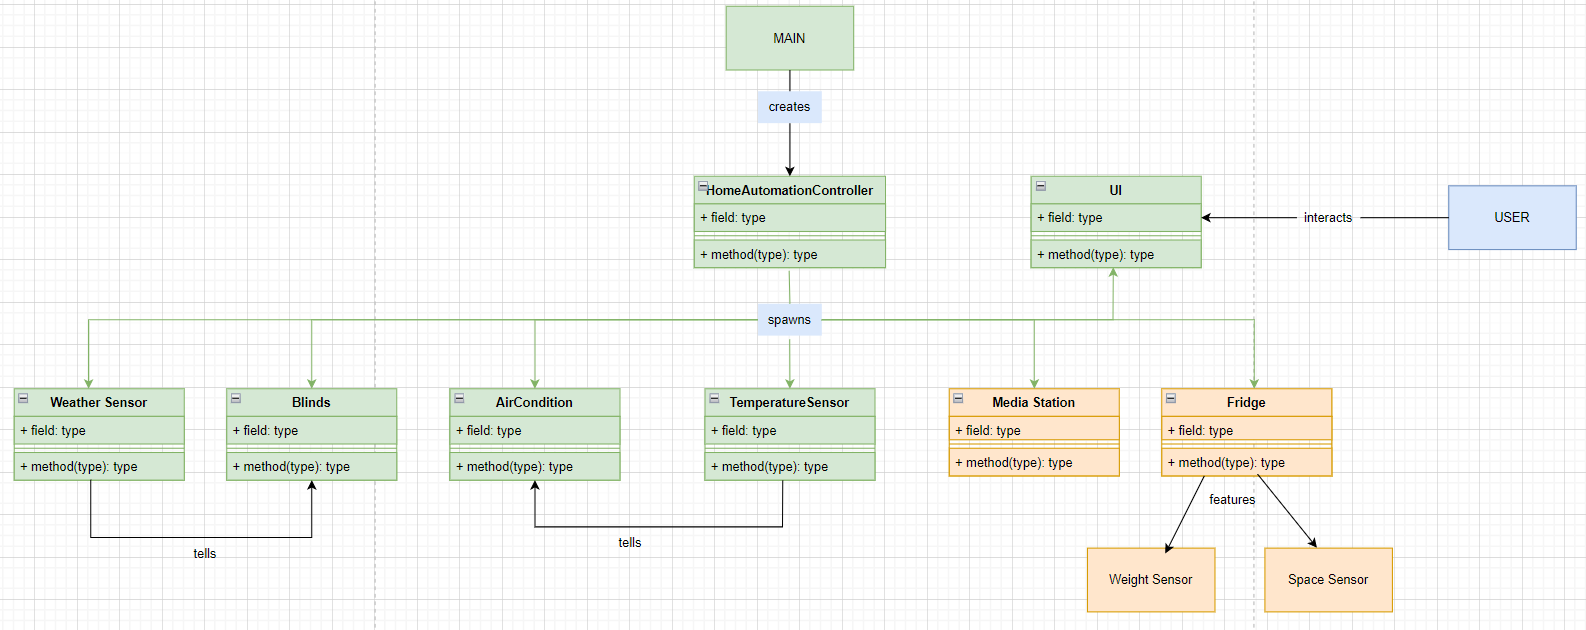 MAIN
creates
HomeAutomationController
+ field: type
+ method(type): type
UI
+ field: type
+ method(type): type
interacts
USER
spawns
Weather Sensor
+ field: type
+ method(type): type
Blinds
+ field: type
+ method(type): type
AirCondition
+ field: type
+ method(type): type
TemperatureSensor
+ field: type
+ method(type): type
Media Station
+ field: type
+ method(type): type
Fridge
+ field: type
+ method(type): type
tells
tells
features
Weight Sensor
Space Sensor